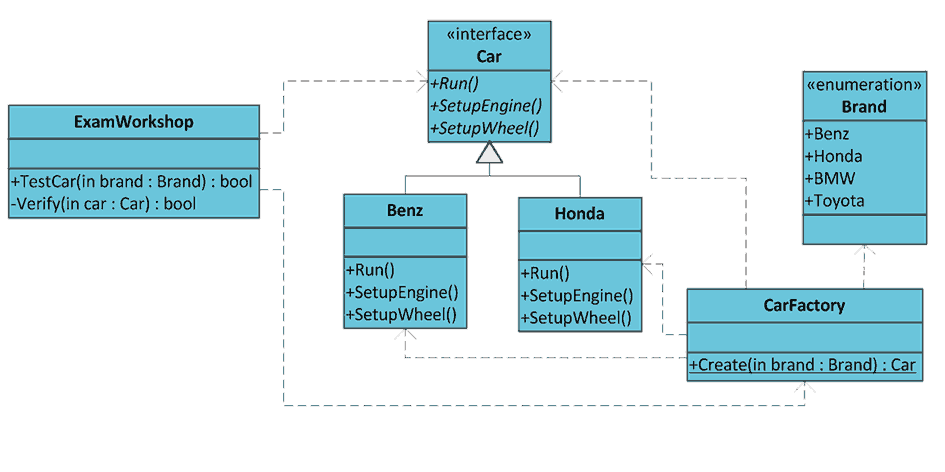 «interface»
Car
+Run()
+SetupEngine()
+SetupWheel()
«enumeration»
Brand
+Benz
+Honda
+BMW
+Toyota
ExamWorkshop
+TestCar(in brand : Brand) : bool
-Verify(in car : Car) : bool
Benz
+Run()
+SetupEngine()
+SetupWheel()
Honda
+Run()
+SetupEngine()
+SetupWheel()
CarFactory
+Create(in brand : Brand) : Car